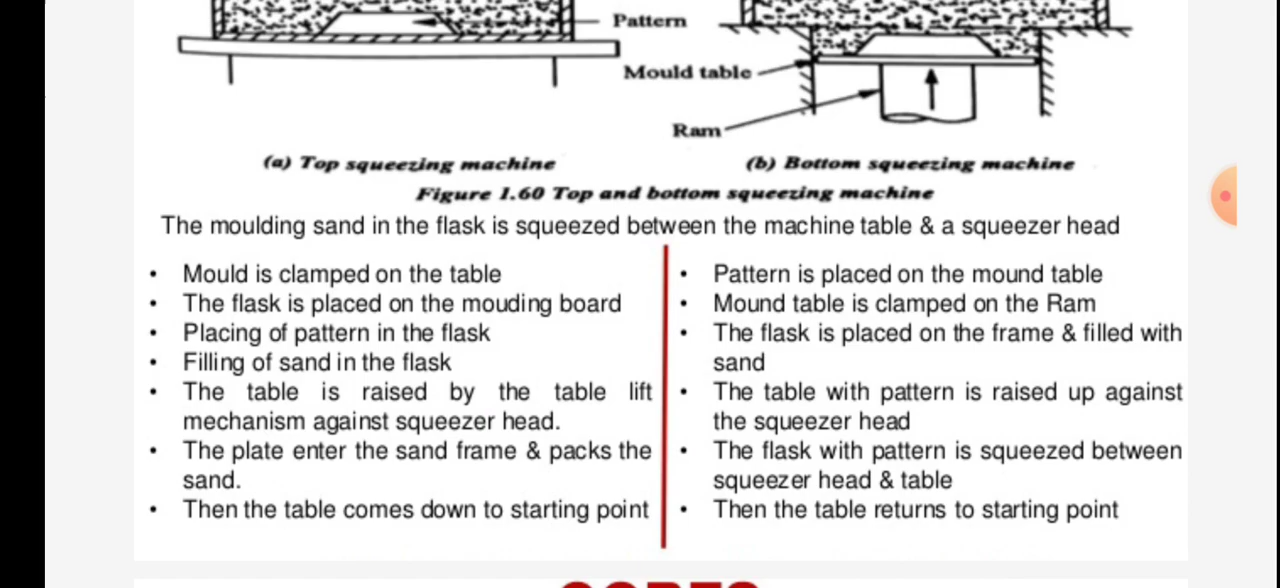 Pattern
Mould table
Ram
(a) Top squeezing machine
(b) Bottom squeezing machine
Figure 1.60 Top and bottom squeezing machine
The moulding sand in the flask is squeezed between the machine table & a squeezer head
• Mould is clamped on the table
• The flask is placed on the mouding board
• Placing of pattern in the flask
• Filling of sand in the flask
• The table is raised by the table lift
mechanism against squeezer head.
• The plate enter the sand frame & packs the
sand.
• Then the table comes down to starting point
• Pattern is placed on the mound table
• Mound table is clamped on the Ram
• The flask is placed on the frame & filled with
sand
• The table with pattern is raised up against
the squeezer head
• The flask with pattern is squeezed between
squeezer head & table
• Then the table returns to starting point